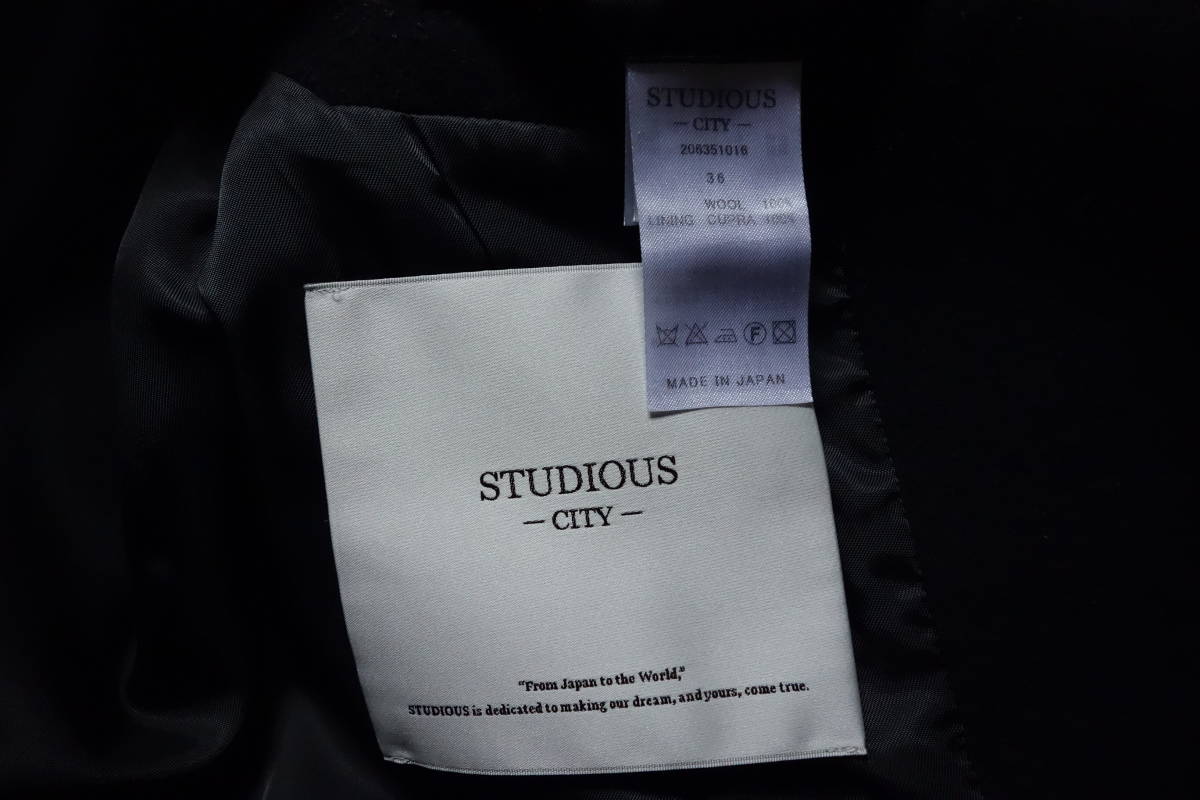 STUDIOUS
— CITY —
206351016
36
WOOL 100%
LINING CUPRA 100%
F
MADE IN JAPAN
STUDIOUS
— CITY —
“From Japan to the World,”
STUDIOUS is dedicated to making our dream, and yours, come true.